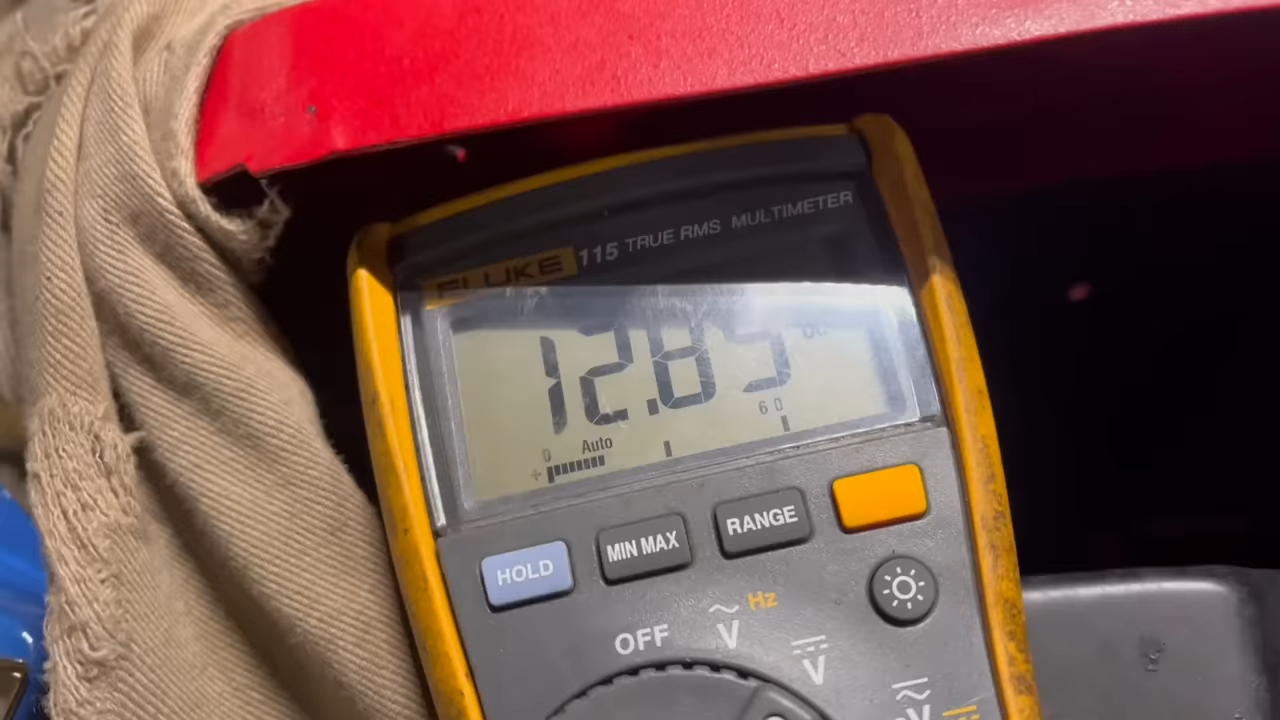 FLUKE 115 TRUE RMS MULTIMETER
12.85
60
0 Auto
+
HOLD MIN MAX RANGE
OFF V Hz V